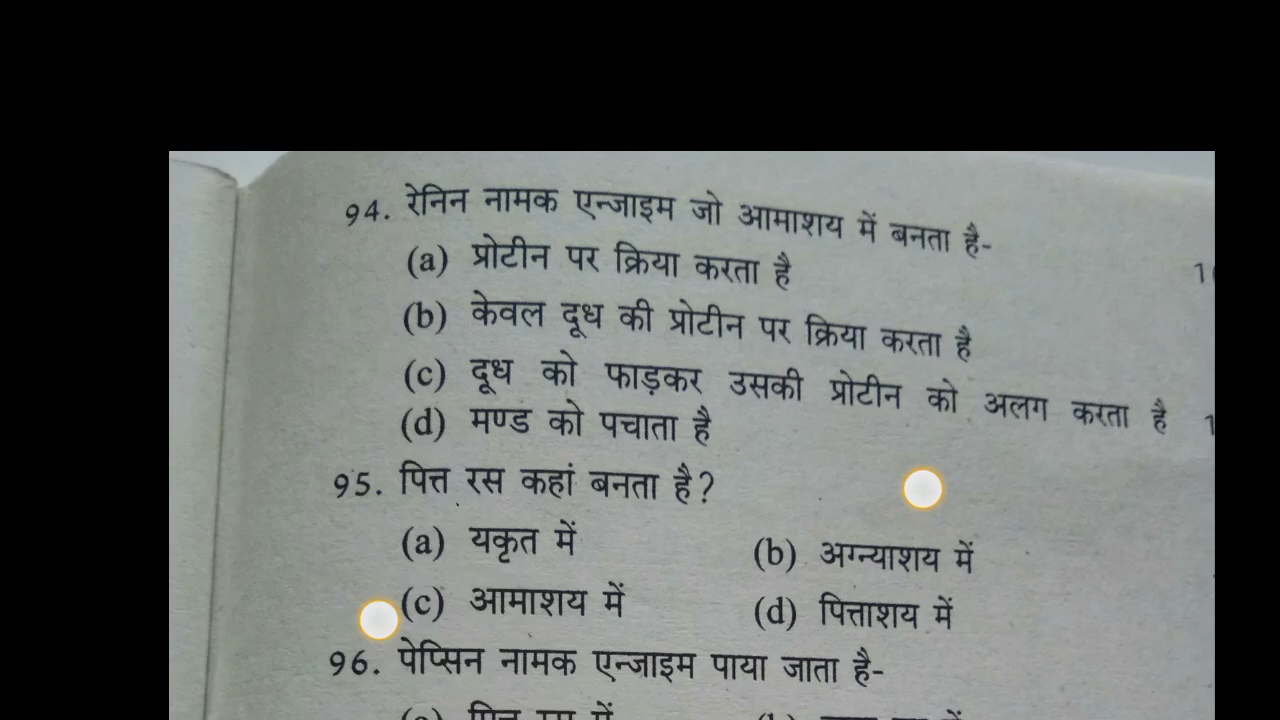 94. रेनिन नामक एन्जाइम जो आमाशय में बनता है-
(a) प्रोटीन पर क्रिया करता है
(b) केवल दूध की प्रोटीन पर क्रिया करता है
(c) दूध को फाड़कर उसकी प्रोटीन को अलग करता है
(d) मण्ड को पचाता है
95. पित्त रस कहां बनता है?
(a) यकृत में (b) अग्न्याशय में
(c) आमाशय में (d) पित्ताशय में
96. पेप्सिन नामक एन्जाइम पाया जाता है-